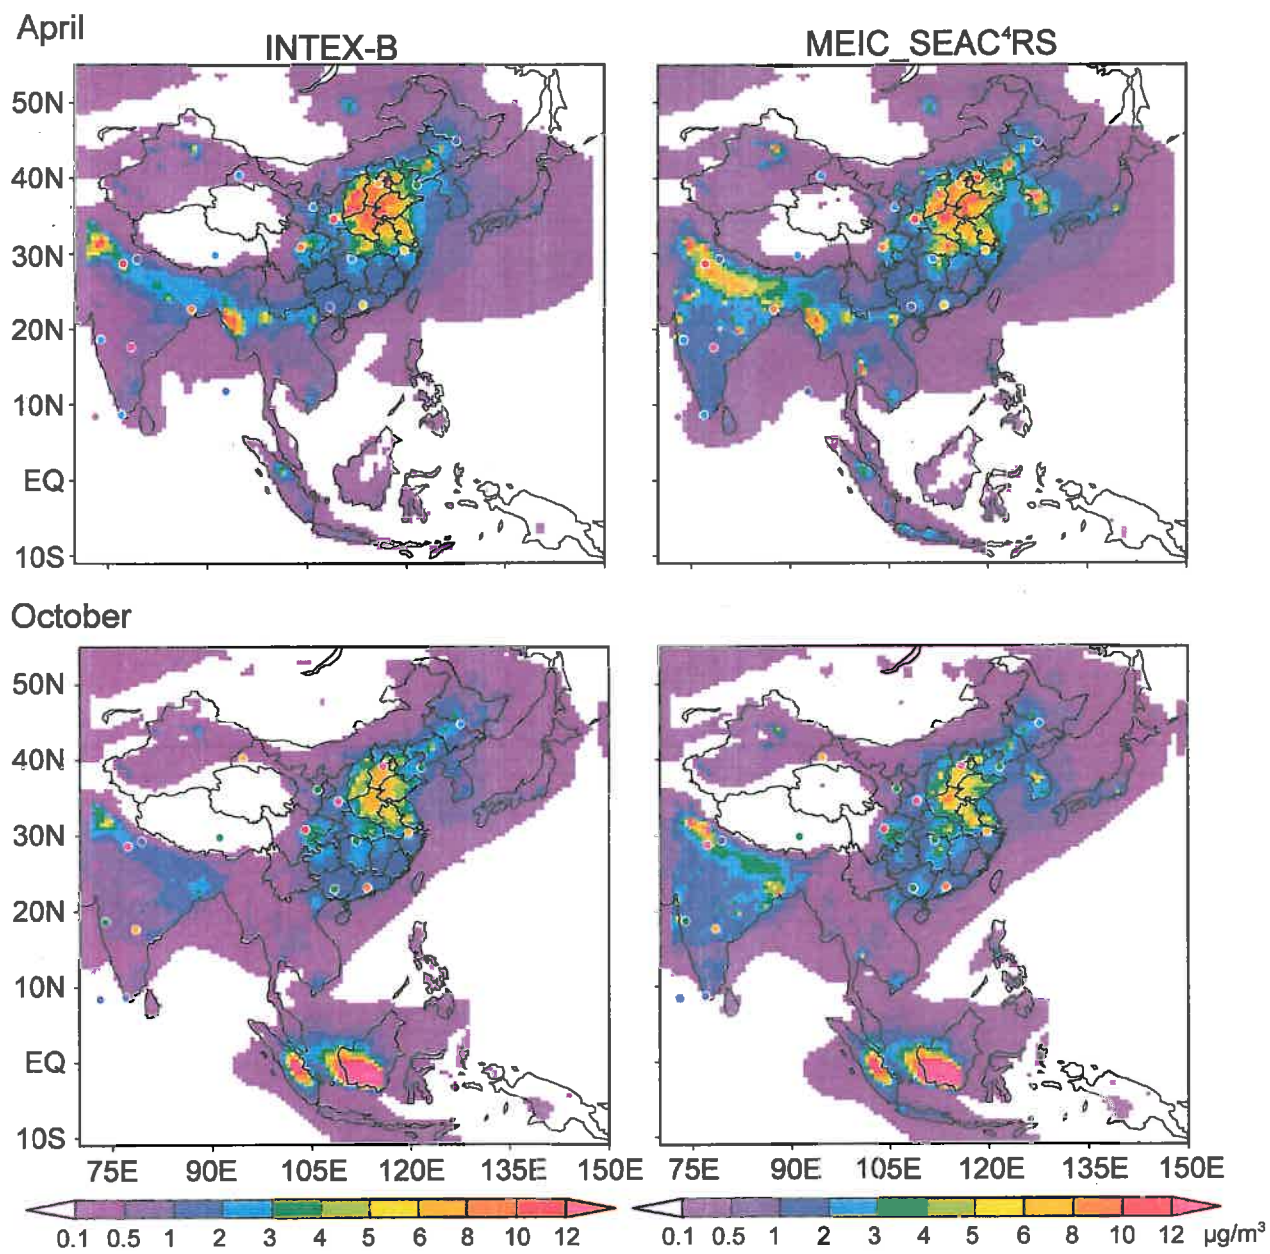 April
INTEX-B
MEIC_SEAC⁴RS
50N
40N
30N
20N
10N
EQ
10S
October
50N
40N
30N
20N
10N
EQ
10S
75E 90E 105E 120E 135E 150E 75E 90E 105E 120E 135E 150E
0.1 0.5 1 2 3 4 5 6 8 10 12 0.1 0.5 1 2 3 4 5 6 8 10 12 µg/m³